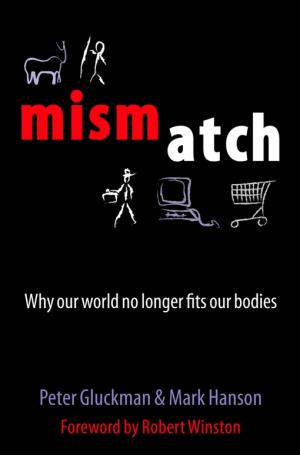 mism
atch
Why our world no longer fits our bodies
Peter Gluckman & Mark Hanson
Foreword by Robert Winston